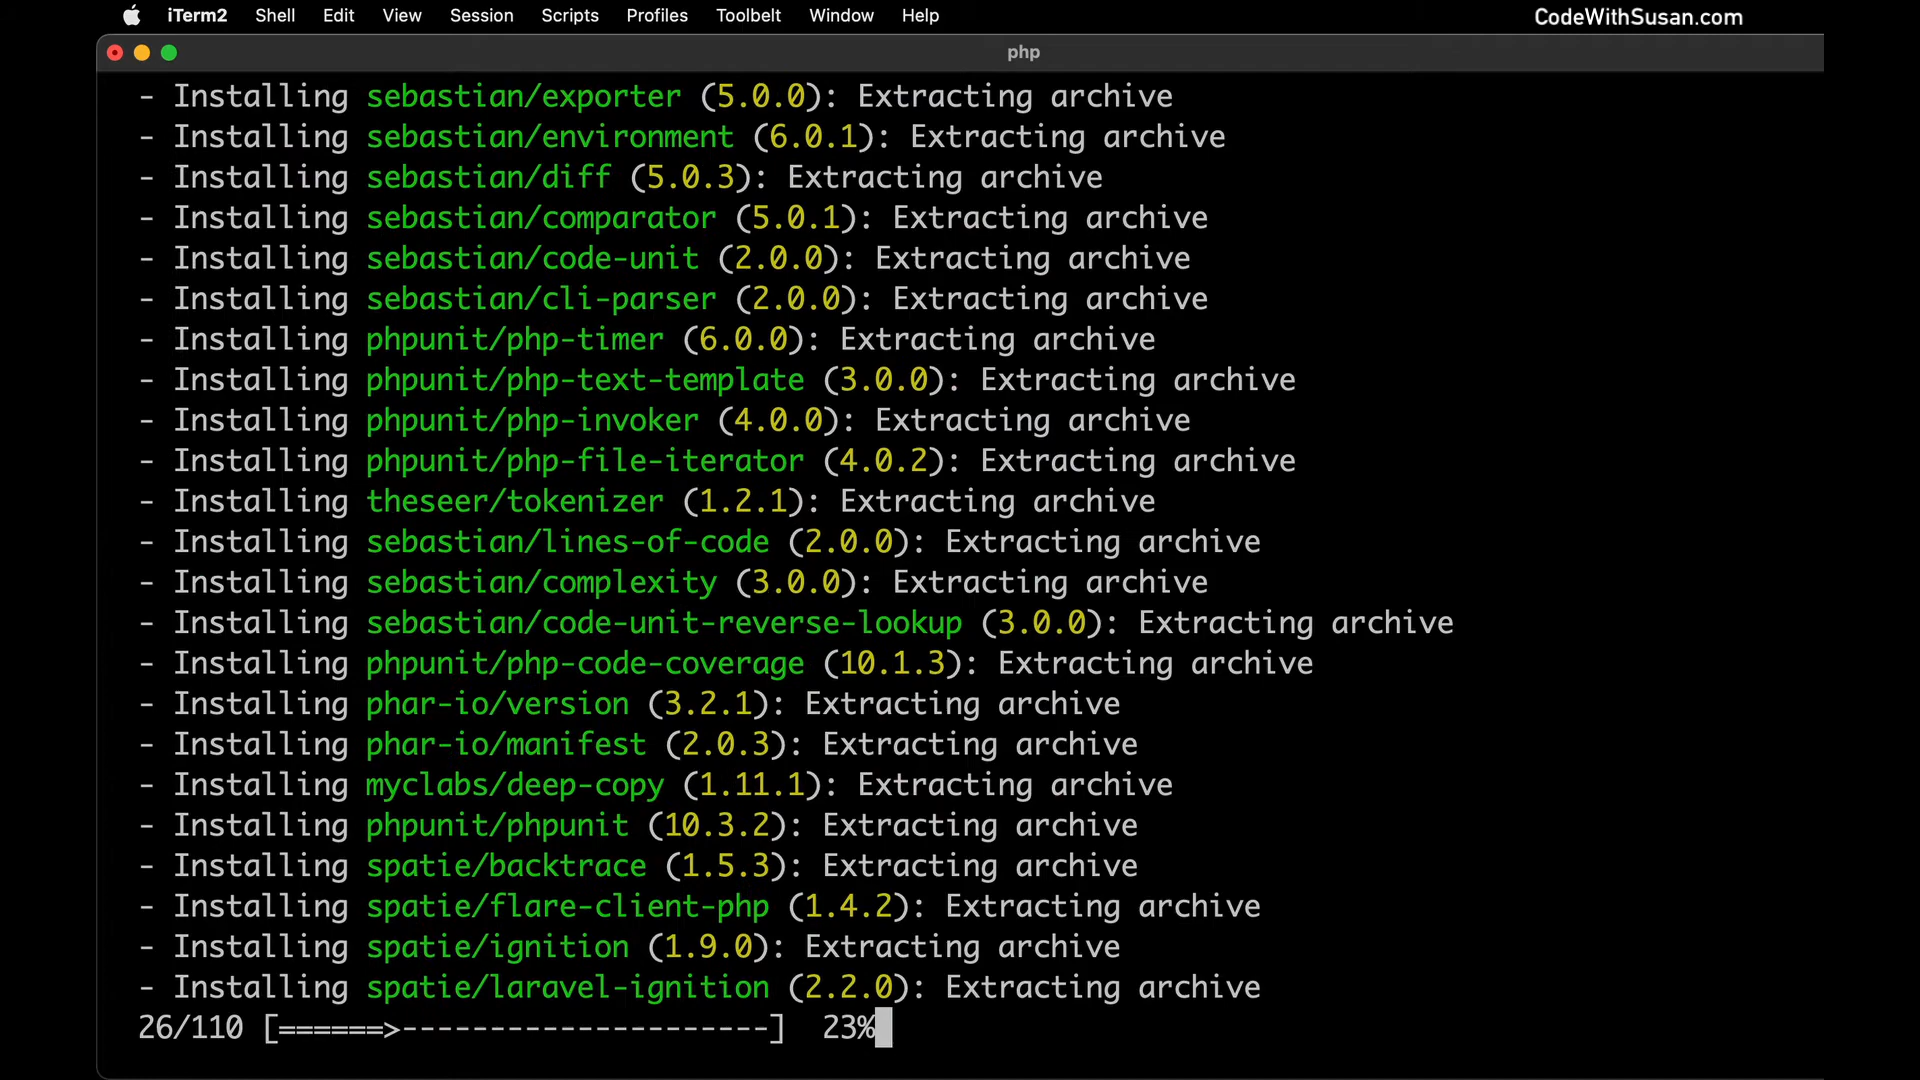 iTerm2 Shell Edit View Session Scripts Profiles Toolbelt Window Help CodeWithSusan.com
php
- Installing sebastian/exporter (5.0.0): Extracting archive
- Installing sebastian/environment (6.0.1): Extracting archive
- Installing sebastian/diff (5.0.3): Extracting archive
- Installing sebastian/comparator (5.0.1): Extracting archive
- Installing sebastian/code-unit (2.0.0): Extracting archive
- Installing sebastian/cli-parser (2.0.0): Extracting archive
- Installing phpunit/php-timer (6.0.0): Extracting archive
- Installing phpunit/php-text-template (3.0.0): Extracting archive
- Installing phpunit/php-invoker (4.0.0): Extracting archive
- Installing phpunit/php-file-iterator (4.0.2): Extracting archive
- Installing theseer/tokenizer (1.2.1): Extracting archive
- Installing sebastian/lines-of-code (2.0.0): Extracting archive
- Installing sebastian/complexity (3.0.0): Extracting archive
- Installing sebastian/code-unit-reverse-lookup (3.0.0): Extracting archive
- Installing phpunit/php-code-coverage (10.1.3): Extracting archive
- Installing phar-io/version (3.2.1): Extracting archive
- Installing phar-io/manifest (2.0.3): Extracting archive
- Installing myclabs/deep-copy (1.11.1): Extracting archive
- Installing phpunit/phpunit (10.3.2): Extracting archive
- Installing spatie/backtrace (1.5.3): Extracting archive
- Installing spatie/flare-client-php (1.4.2): Extracting archive
- Installing spatie/ignition (1.9.0): Extracting archive
- Installing spatie/laravel-ignition (2.2.0): Extracting archive
26/110 [======>---------------------]  23%